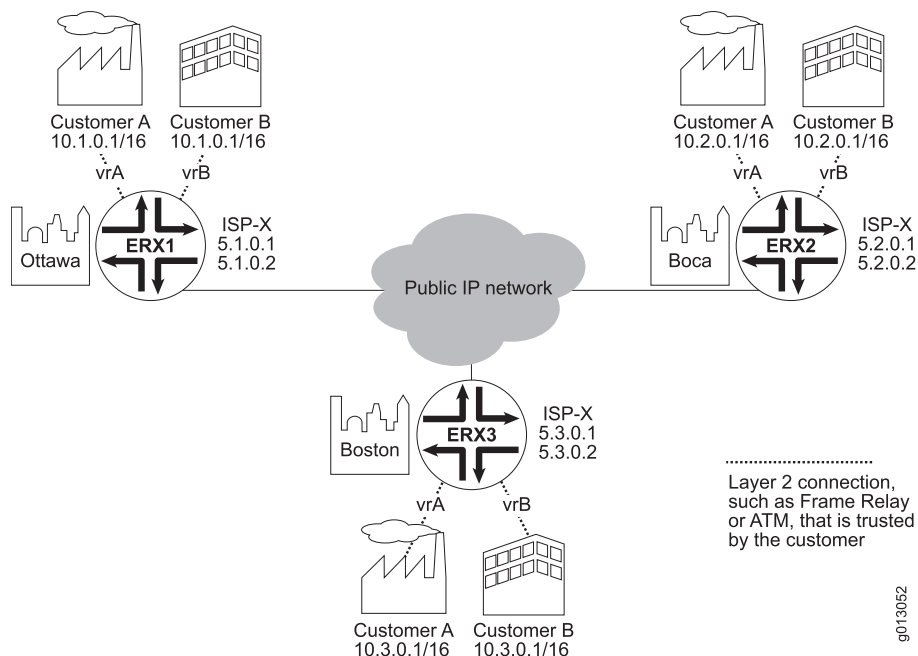 Customer A
10.1.0.1/16
Customer B
10.1.0.1/16
vrA
vrB
Ottawa
ERX1
ISP-X
5.1.0.1
5.1.0.2
Customer A
10.2.0.1/16
Customer B
10.2.0.1/16
vrA
vrB
Boca
ERX2
ISP-X
5.2.0.1
5.2.0.2
Public IP network
Boston
ERX3
ISP-X
5.3.0.1
5.3.0.2
vrA
vrB
Customer A
10.3.0.1/16
Customer B
10.3.0.1/16
Layer 2 connection,
such as Frame Relay
or ATM, that is trusted
by the customer
g013052